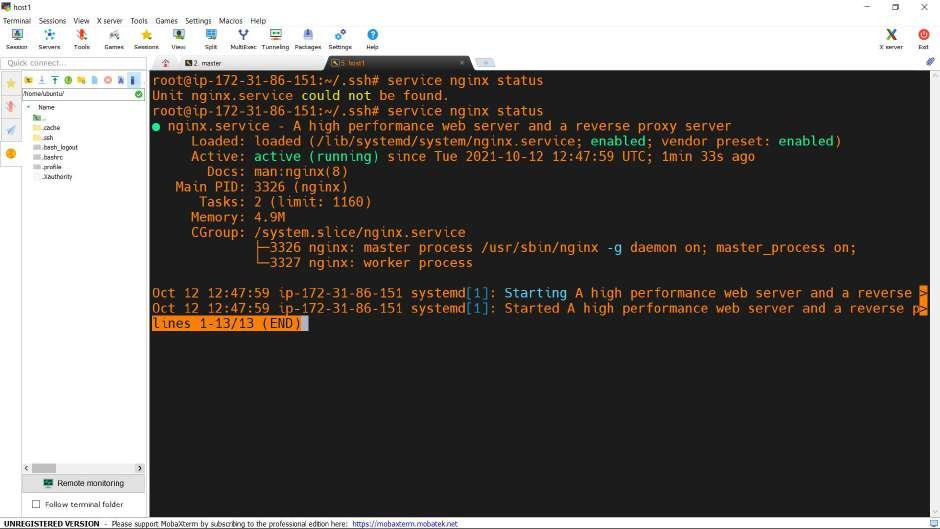 host1
Terminal Sessions View X server Tools Games Settings Macros Help
Session Servers Tools Games Sessions View Split MultiExec Tunneling Packages Settings Help X server Exit
Quick connect...
2. master
5. host1
/home/ubuntu/
Name
..
.cache
.ssh
.bash_logout
.bashrc
.profile
.Xauthority
root@ip-172-31-86-151:~/.ssh# service nginx status
Unit nginx.service could not be found.
root@ip-172-31-86-151:~/.ssh# service nginx status
● nginx.service - A high performance web server and a reverse proxy server
Loaded: loaded (/lib/systemd/system/nginx.service; enabled; vendor preset: enabled)
Active: active (running) since Tue 2021-10-12 12:47:59 UTC; 1min 33s ago
Docs: man:nginx(8)
Main PID: 3326 (nginx)
Tasks: 2 (limit: 1160)
Memory: 4.9M
CGroup: /system.slice/nginx.service
├─3326 nginx: master process /usr/sbin/nginx -g daemon on; master_process on;
└─3327 nginx: worker process
Oct 12 12:47:59 ip-172-31-86-151 systemd[1]: Starting A high performance web server and a reverse >
Oct 12 12:47:59 ip-172-31-86-151 systemd[1]: Started A high performance web server and a reverse p>
lines 1-13/13 (END)
Remote monitoring
Follow terminal folder
UNREGISTERED VERSION - Please support MobaXterm by subscribing to the professional edition here: https://mobaxterm.mobatek.net